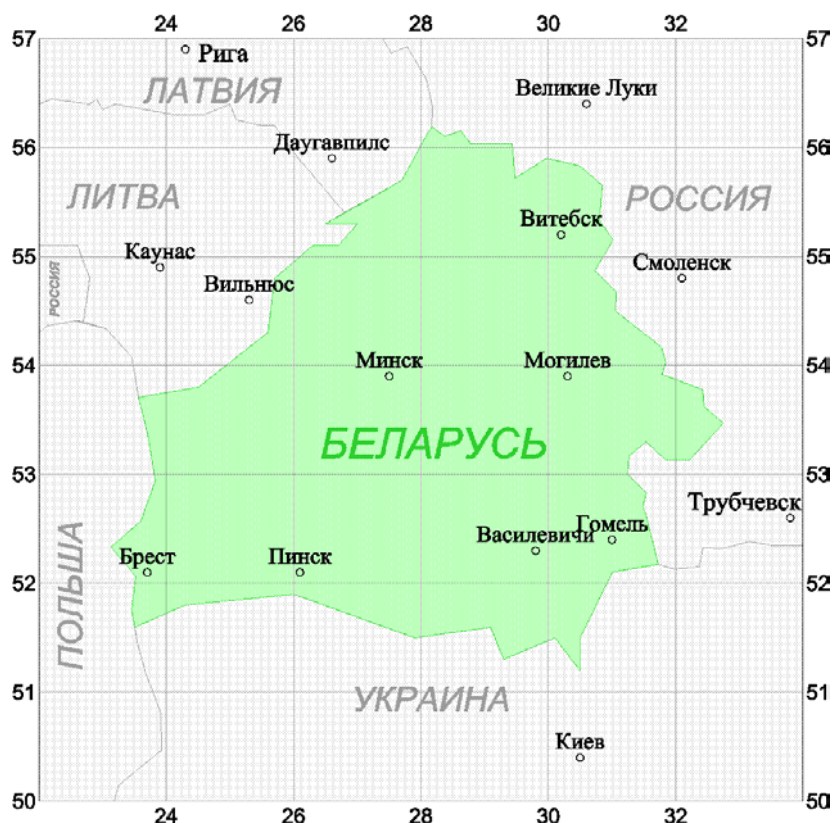 24 26 28 30 32
57 57
Рига
ЛАТВИЯ
Великие Луки
56 56
Даугавпилс
ЛИТВА
РОССИЯ
Витебск
55 55
Каунас
Смоленск
РОССИЯ
Вильнюс
54 54
Минск
Могилев
БЕЛАРУСЬ
53 53
Трубчевск
Гомель
Василевичи
ПОЛЬША
Брест
Пинск
52 52
51 51
УКРАИНА
Киев
50 50
24 26 28 30 32